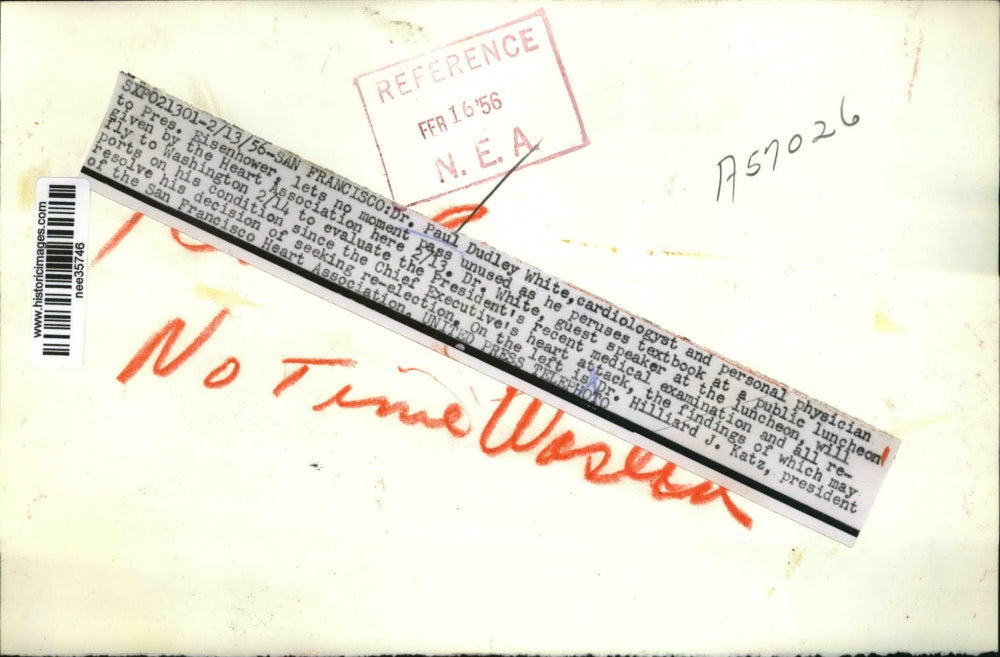 REFERENCE
FEB 16 '56
N. E. A
A57026
SXP021301-2/13/56-SAN FRANCISCO:Dr. Paul Dudley White, cardiologyst and personal physician
to Pres. Eisenhower, lets no moment pass unused as he peruses textbook at a public luncheon
given by the Heart Association here 2/13. Dr. White, guest speaker at the luncheon, will
fly to Washington 2/14 to evaluate the President's recent medical examination and all re-
ports on his condition since the Chief Executive's heart attack, the findings of which may
resolve his decision of seeking re-election. On the left is Dr. Hilliard J. Katz, president
of the San Francisco Heart Association. UNITED PRESS TELEPHOTO
www.historicimages.com
nee35746
No Time Wasted